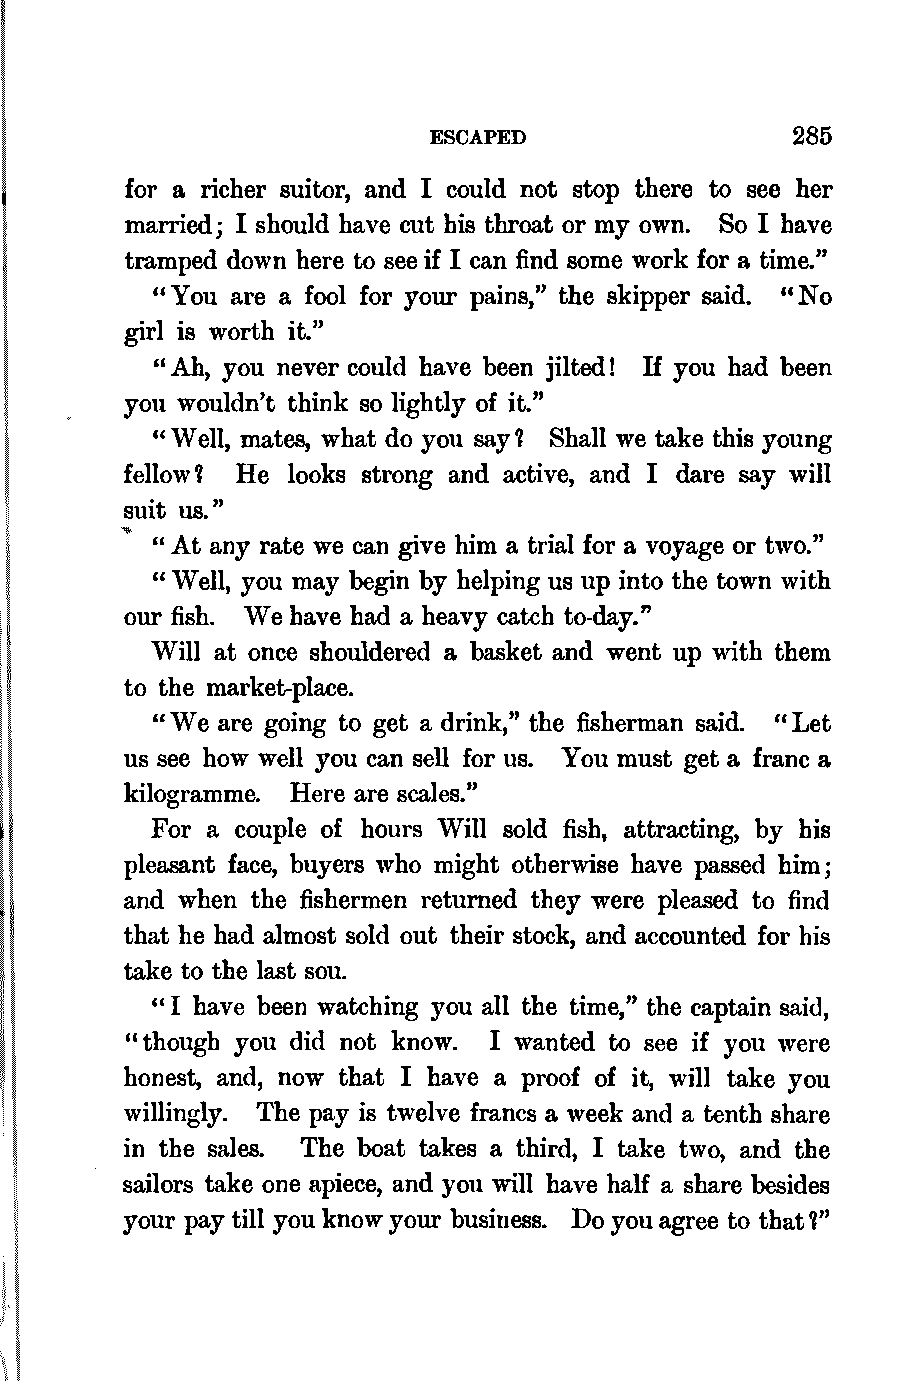 ESCAPED 285
for a richer suitor, and I could not stop there to see her
married; I should have cut his throat or my own. So I have
tramped down here to see if I can find some work for a time."
"You are a fool for your pains," the skipper said. "No
girl is worth it."
"Ah, you never could have been jilted! If you had been
you wouldn't think so lightly of it."
"Well, mates, what do you say? Shall we take this young
fellow? He looks strong and active, and I dare say will
suit us."
"At any rate we can give him a trial for a voyage or two."
"Well, you may begin by helping us up into the town with
our fish. We have had a heavy catch to-day."
Will at once shouldered a basket and went up with them
to the market-place.
"We are going to get a drink," the fisherman said. "Let
us see how well you can sell for us. You must get a franc a
kilogramme. Here are scales."
For a couple of hours Will sold fish, attracting, by his
pleasant face, buyers who might otherwise have passed him;
and when the fishermen returned they were pleased to find
that he had almost sold out their stock, and accounted for his
take to the last sou.
"I have been watching you all the time," the captain said,
"though you did not know. I wanted to see if you were
honest, and, now that I have a proof of it, will take you
willingly. The pay is twelve francs a week and a tenth share
in the sales. The boat takes a third, I take two, and the
sailors take one apiece, and you will have half a share besides
your pay till you know your business. Do you agree to that?"